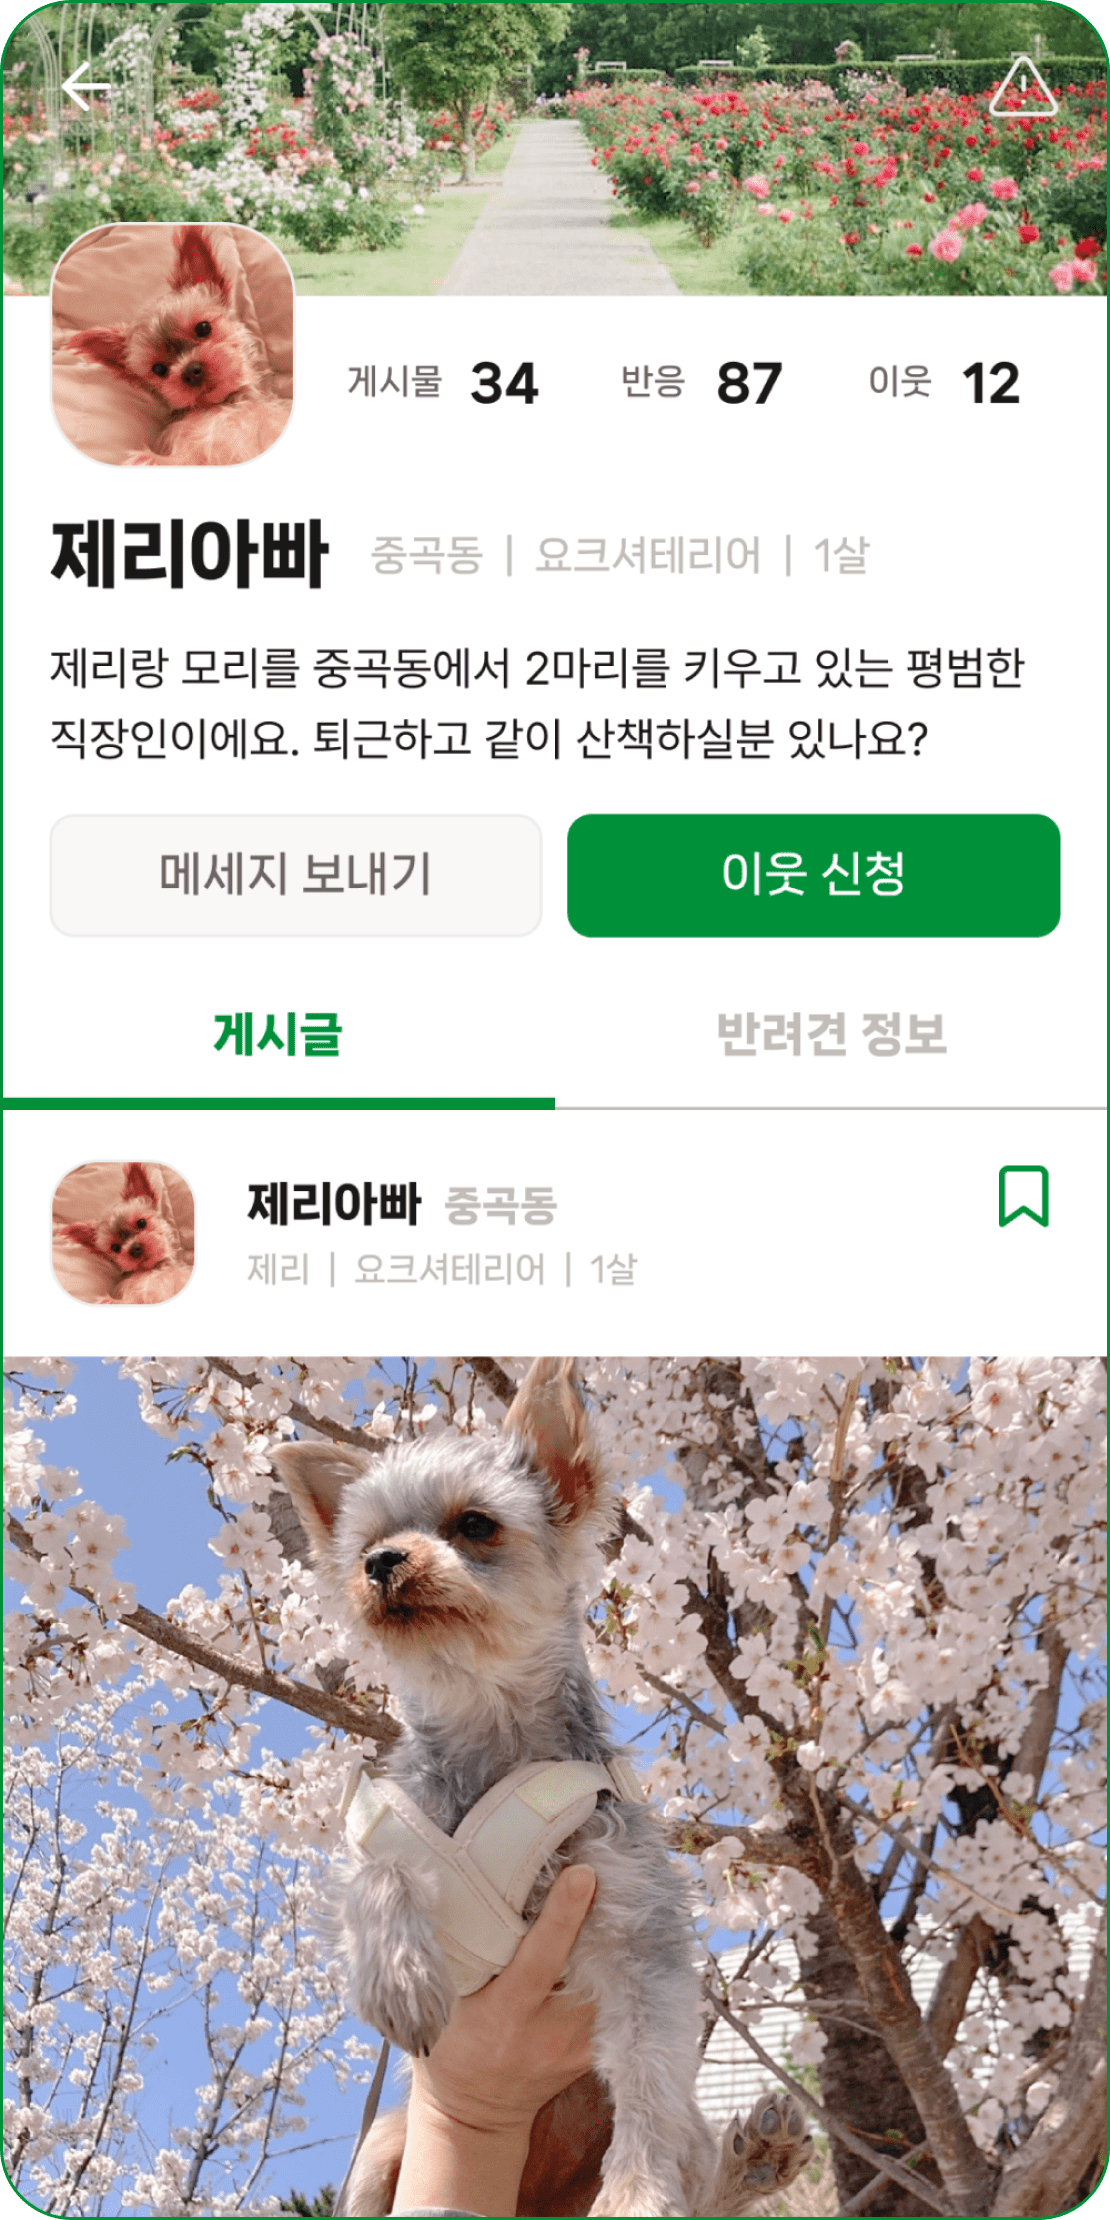 게시물 34 반응 87 이웃 12
제리아빠 중곡동 | 요크셔테리어 | 1살
제리랑 모리를 중곡동에서 2마리를 키우고 있는 평범한
직장인이에요. 퇴근하고 같이 산책하실분 있나요?
메세지 보내기 이웃 신청
게시글 반려견 정보
제리아빠 중곡동
제리 | 요크셔테리어 | 1살